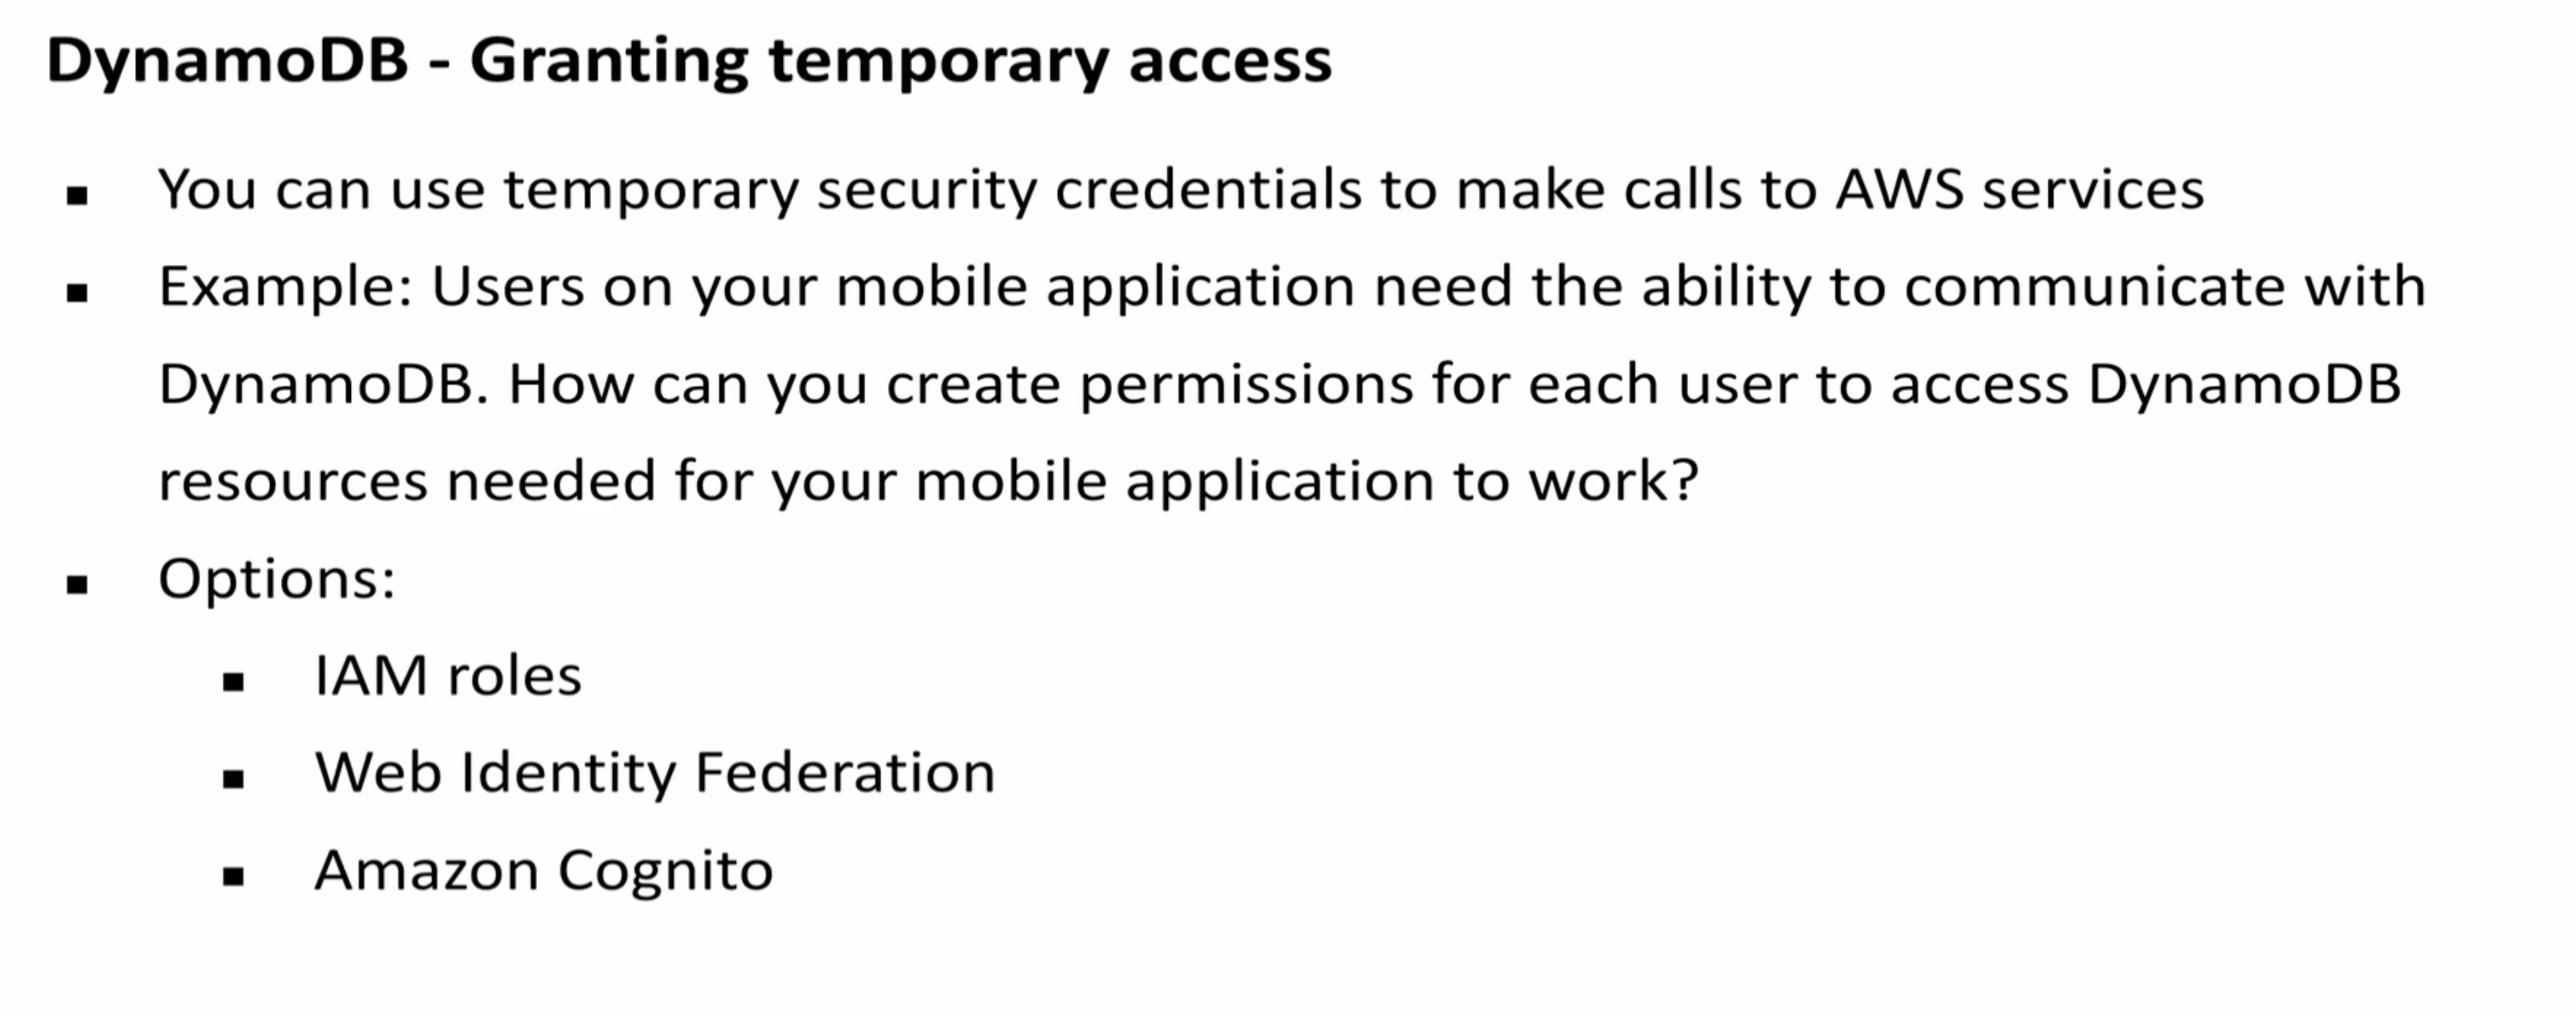 DynamoDB - Granting temporary access
▪ You can use temporary security credentials to make calls to AWS services
▪ Example: Users on your mobile application need the ability to communicate with
DynamoDB. How can you create permissions for each user to access DynamoDB
resources needed for your mobile application to work?
▪ Options:
▪ IAM roles
▪ Web Identity Federation
▪ Amazon Cognito